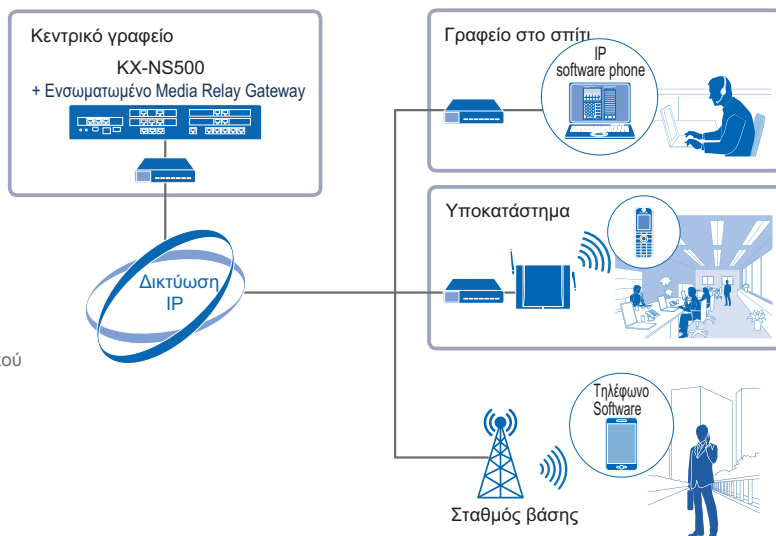 Κεντρικό γραφείο
KX-NS500
+ Ενσωματωμένο Media Relay Gateway
Δικτύωση
IP
Γραφείο στο σπίτι
IP
software phone
Υποκατάστημα
Τηλέφωνο
Software
Σταθμός βάσης